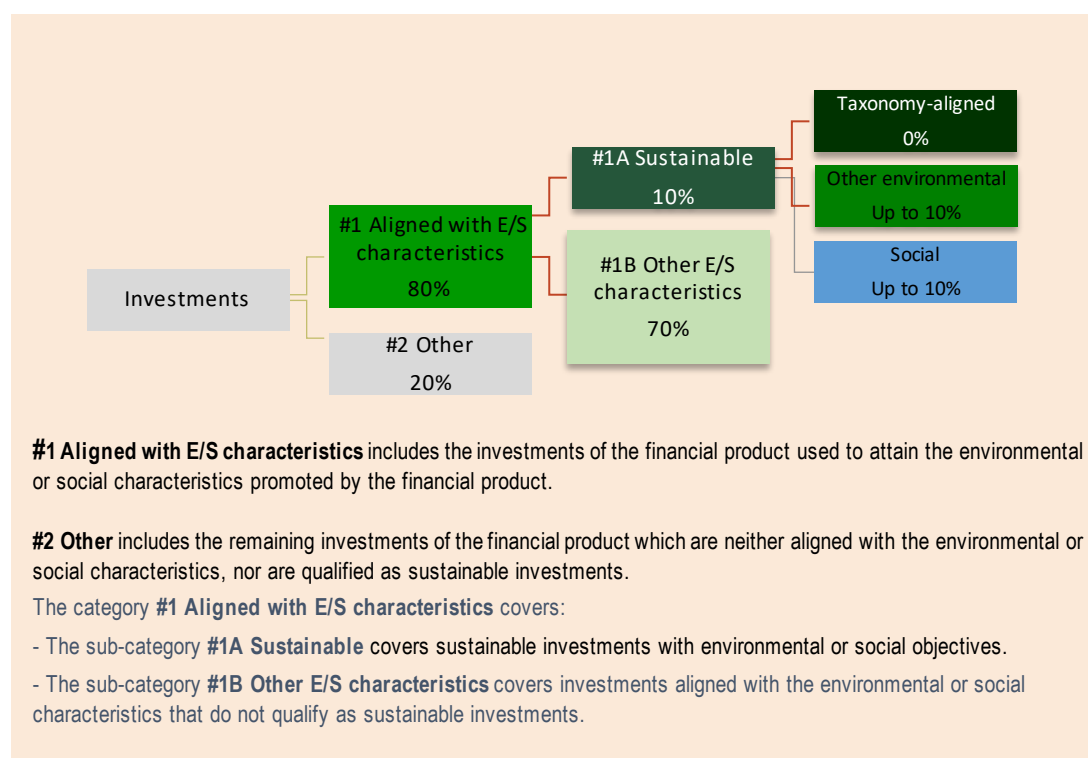 Taxonomy-aligned
0%
#1A Sustainable
10%
Other environmental
Up to 10%
#1 Aligned with E/S
characteristics
80%
#1B Other E/S
characteristics
70%
Social
Up to 10%
Investments
#2 Other
20%
#1 Aligned with E/S characteristics includes the investments of the financial product used to attain the environmental
or social characteristics promoted by the financial product.
#2 Other includes the remaining investments of the financial product which are neither aligned with the environmental or
social characteristics, nor are qualified as sustainable investments.
The category #1 Aligned with E/S characteristics covers:
- The sub-category #1A Sustainable covers sustainable investments with environmental or social objectives.
- The sub-category #1B Other E/S characteristics covers investments aligned with the environmental or social
characteristics that do not qualify as sustainable investments.